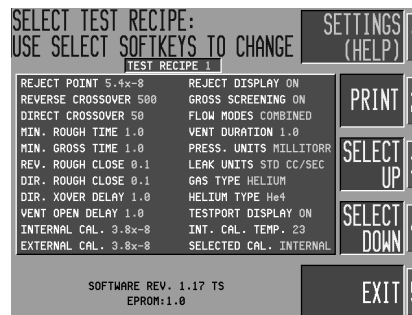 SELECT TEST RECIPE:
USE SELECT SOFTKEYS TO CHANGE
TEST RECIPE 1
REJECT POINT 5.4x-8
REVERSE CROSSOVER 500
DIRECT CROSSOVER 50
MIN. ROUGH TIME 1.0
MIN. GROSS TIME 1.0
REV. ROUGH CLOSE 0.1
DIR. ROUGH CLOSE 0.1
DIR. XOVER DELAY 1.0
VENT OPEN DELAY 1.0
INTERNAL CAL. 3.8x-8
EXTERNAL CAL. 3.8x-8
REJECT DISPLAY ON
GROSS SCREENING ON
FLOW MODES COMBINED
VENT DURATION 1.0
PRESS. UNITS MILLITORR
LEAK UNITS STD CC/SEC
GAS TYPE HELIUM
HELIUM TYPE He4
TESTPORT DISPLAY ON
INT. CAL. TEMP. 23
SELECTED CAL. INTERNAL
SOFTWARE REV. 1.17 TS
EPROM:1.0
SETTINGS
(HELP)
PRINT
SELECT
UP
SELECT
DOWN
EXIT